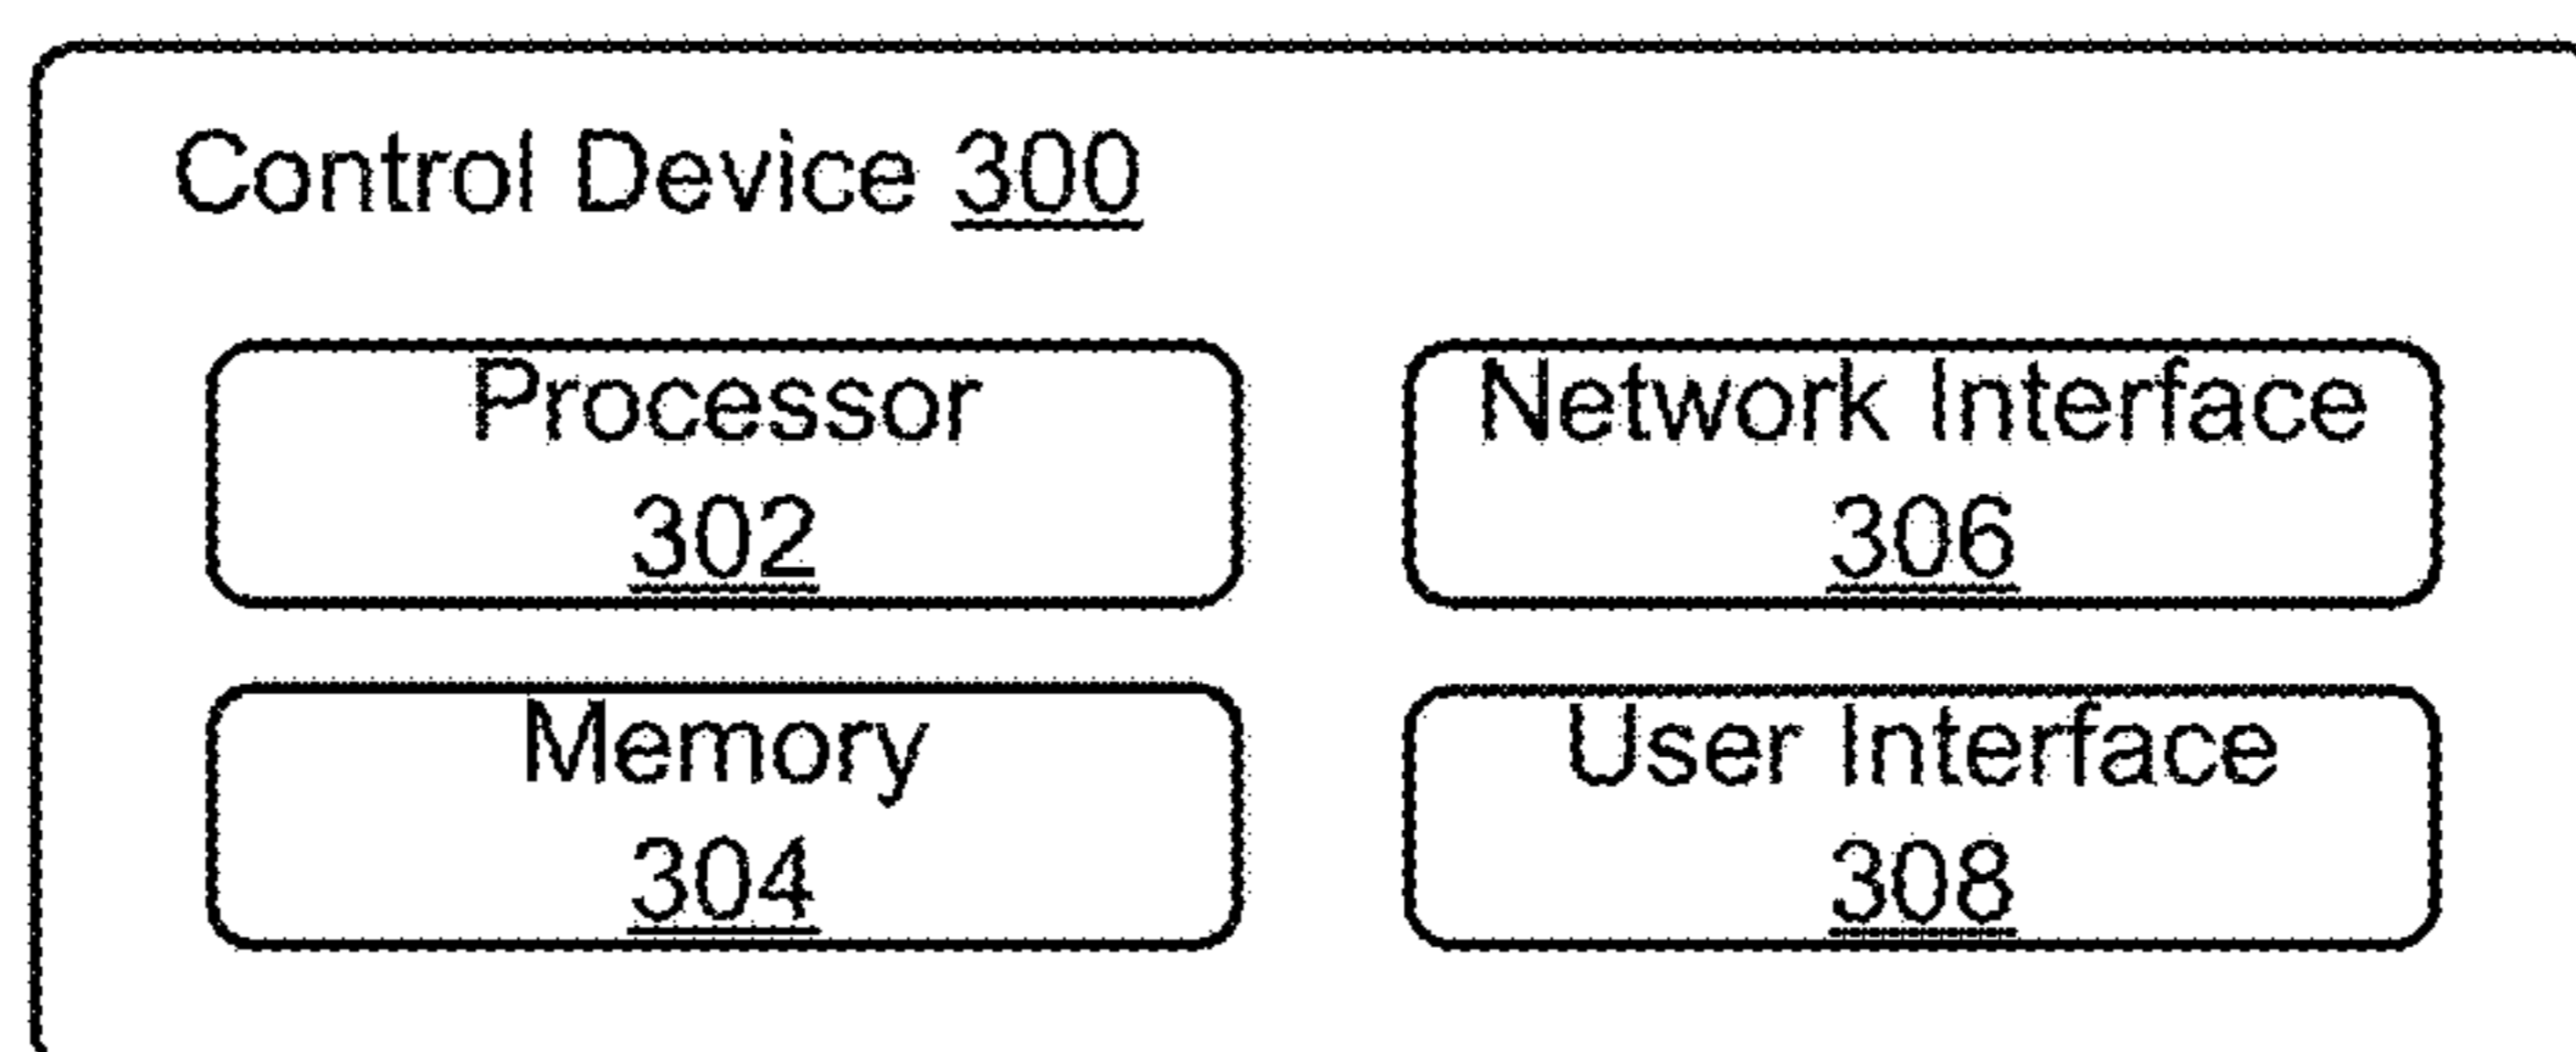 Control Device 300
Processor
302
Network Interface
306
Memory
304
User Interface
308